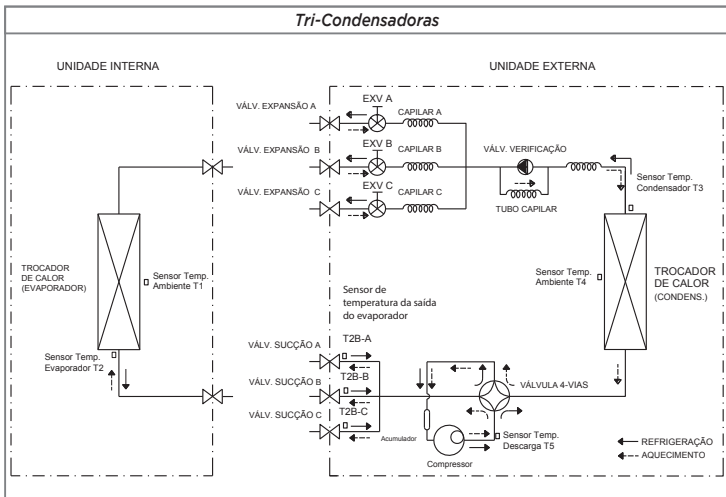 Tri-Condensadoras
UNIDADE INTERNA
UNIDADE EXTERNA
VÁLV. EXPANSÃO A
EXV A
CAPILAR A
VÁLV. EXPANSÃO B
EXV B
CAPILAR B
VÁLV. VERIFICAÇÃO
VÁLV. EXPANSÃO C
EXV C
CAPILAR C
TUBO CAPILAR
Sensor Temp.
Condensador T3
TROCADOR
DE CALOR
(EVAPORADOR)
Sensor Temp.
Ambiente T1
Sensor Temp.
Evaporador T2
Sensor de
temperatura da saída
do evaporador
Sensor Temp.
Ambiente T4
TROCADOR
DE CALOR
(CONDENS.)
VÁLV. SUCÇÃO A
T2B-A
VÁLV. SUCÇÃO B
T2B-B
VÁLV. SUCÇÃO C
T2B-C
VÁLVULA 4-VIAS
Acumulador
Compressor
Sensor Temp.
Descarga T5
REFRIGERAÇÃO
AQUECIMENTO